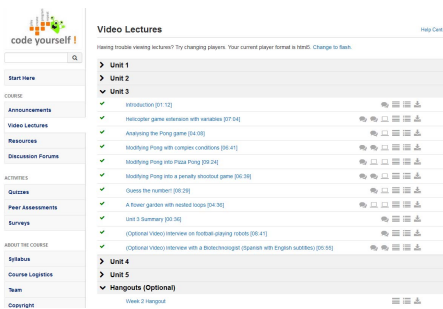 code yourself !
Start Here
COURSE
Announcements
Video Lectures
Resources
Discussion Forums
ACTIVITIES
Quizzes
Peer Assessments
Surveys
ABOUT THE COURSE
Syllabus
Course Logistics
Team
Copyright
Video Lectures
Help Cent
Having trouble viewing lectures? Try changing players. Your current player format is html5. Change to flash.
Unit 1
Unit 2
Unit 3
Introduction [01:12]
Helicopter game extension with variables [07:04]
Analysing the Pong game [04:08]
Modifying Pong with complex conditions [06:41]
Modifying Pong into Pizza Pong [09:24]
Modifying Pong into a penalty shootout game [06:39]
Guess the number! [06:29]
A flower garden with nested loops [04:36]
Unit 3 Summary [00:36]
(Optional Video) Interview on football-playing robots [08:41]
(Optional Video) Interview with a Biotechnologist (Spanish with English subtitles) [05:55]
Unit 4
Unit 5
Hangouts (Optional)
Week 2 Hangout